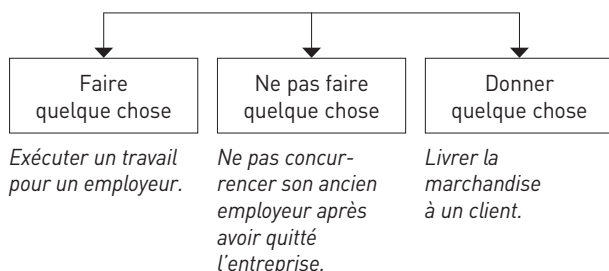 Faire
quelque chose
Ne pas faire
quelque chose
Donner
quelque chose
Exécuter un travail
pour un employeur.
Ne pas concur-
rencer son ancien
employeur après
avoir quitté
l'entreprise.
Livrer la
marchandise
à un client.